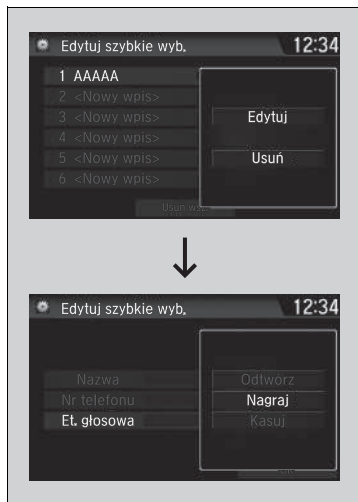 Edytuj szybkie wyb. 12:34
1 AAAAA
2 <Nowy wpis>
3 <Nowy wpis>
4 <Nowy wpis>
5 <Nowy wpis>
6 <Nowy wpis>
Edytuj
Usuń
Usuń
Edytuj szybkie wyb. 12:34
Nazwa
Nr telefonu
Et. głosowa
Odtwórz
Nagraj
Kasuj